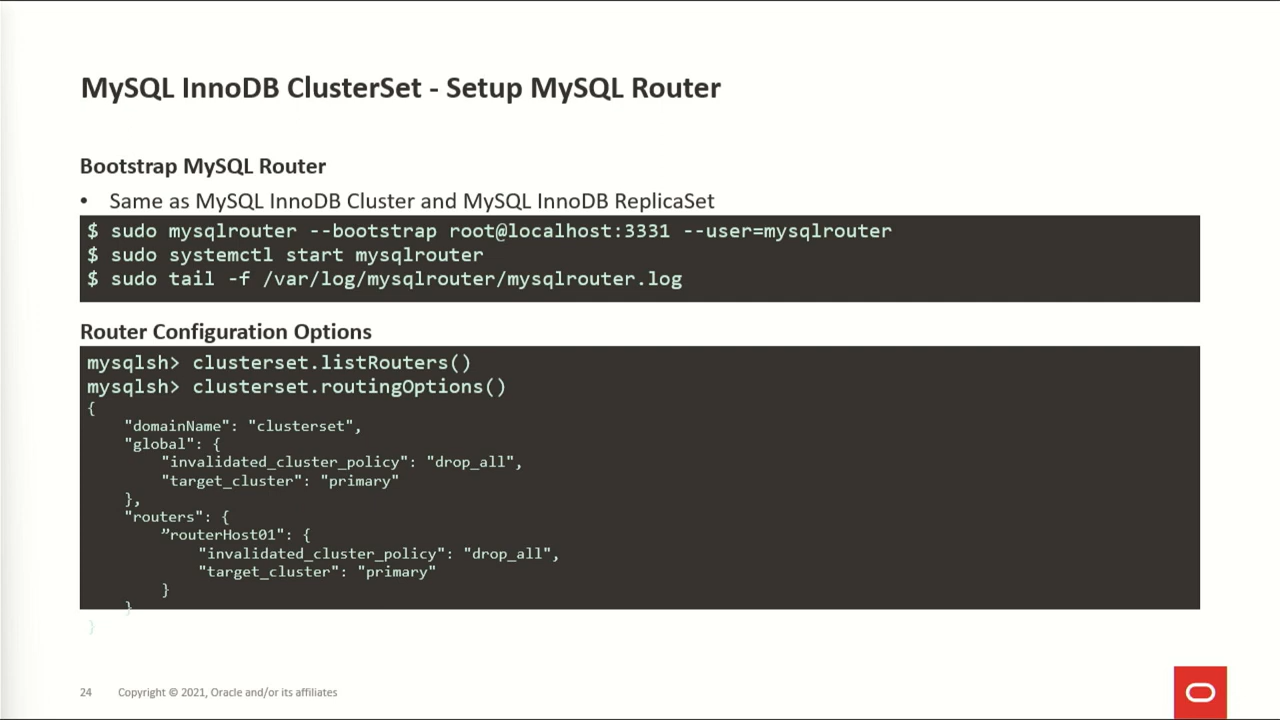 MySQL InnoDB ClusterSet - Setup MySQL Router
Bootstrap MySQL Router
• Same as MySQL InnoDB Cluster and MySQL InnoDB ReplicaSet
$ sudo mysqlrouter --bootstrap root@localhost:3331 --user=mysqlrouter
$ sudo systemctl start mysqlrouter
$ sudo tail -f /var/log/mysqlrouter/mysqlrouter.log
Router Configuration Options
mysqlsh> clusterset.listRouters()
mysqlsh> clusterset.routingOptions()
{
    "domainName": "clusterset",
    "global": {
        "invalidated_cluster_policy": "drop_all",
        "target_cluster": "primary"
    },
    "routers": {
        ”routerHost01": {
            "invalidated_cluster_policy": "drop_all",
            "target_cluster": "primary"
        }
    }
}
24 Copyright © 2021, Oracle and/or its affiliates